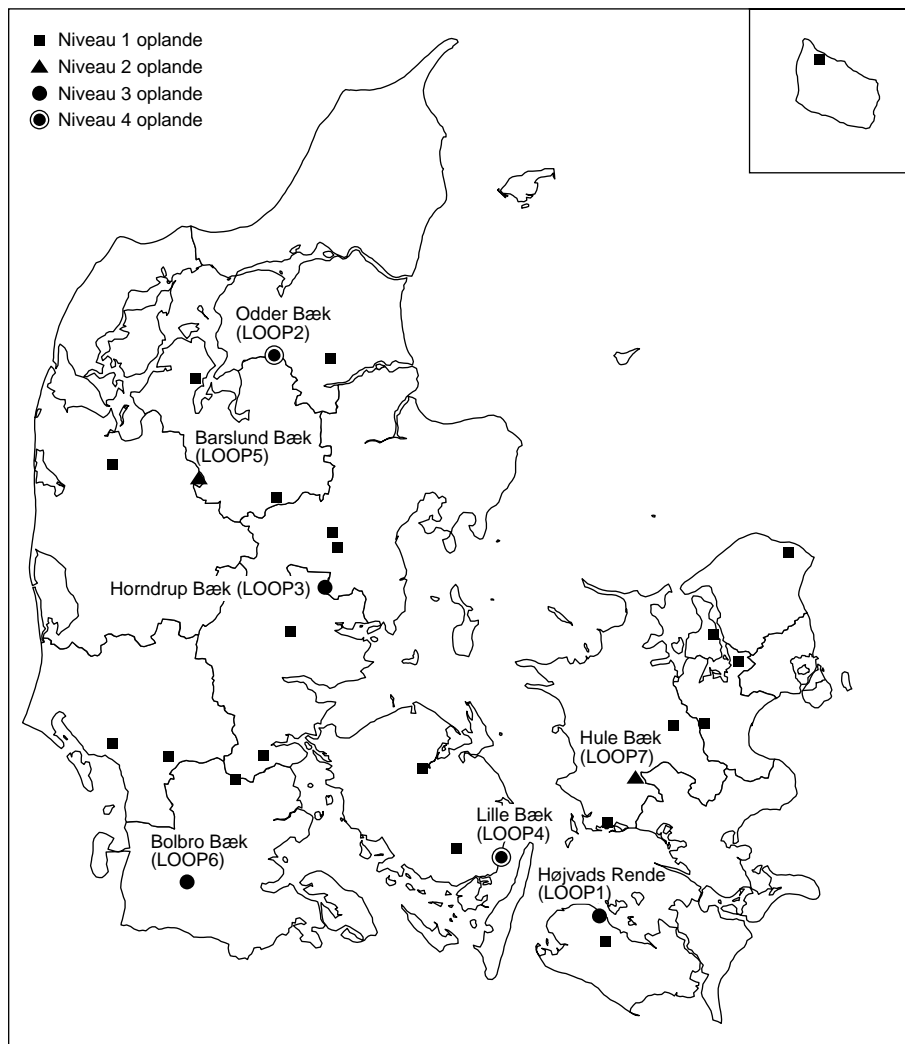 Niveau 1 oplande
Niveau 2 oplande
Niveau 3 oplande
Niveau 4 oplande
Odder Bæk
(LOOP2)
Barslund Bæk
(LOOP5)
Horndrup Bæk (LOOP3)
Hule Bæk
(LOOP7)
Lille Bæk
(LOOP4)
Bolbro Bæk
(LOOP6)
Højvads Rende
(LOOP1)